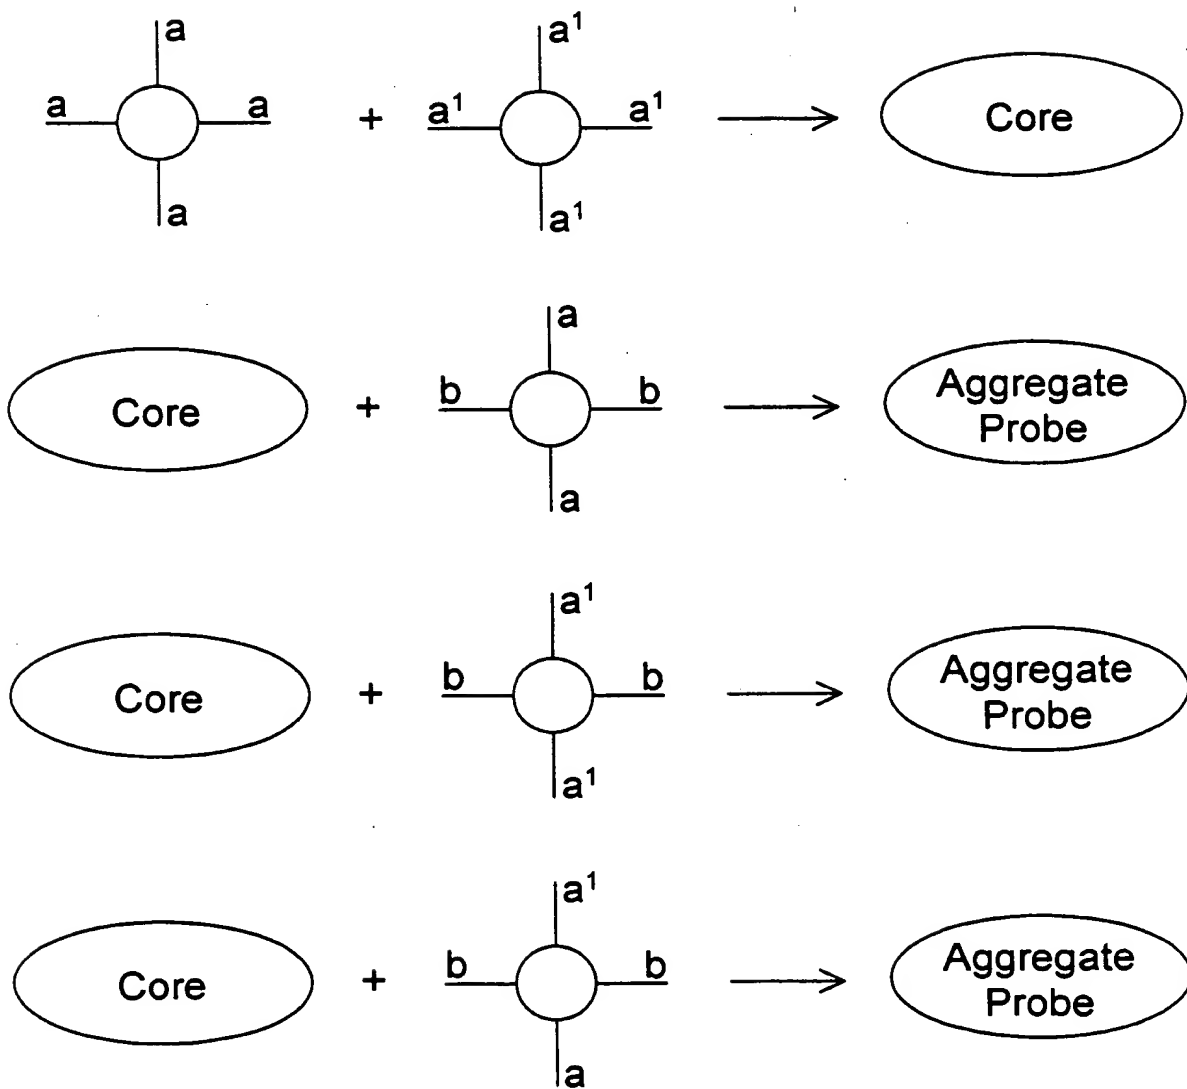 a
a a
a
+
a¹
a¹ a¹
a¹
Core
Core
+
a
b b
a
Aggregate
Probe
Core
+
a¹
b b
a¹
Aggregate
Probe
Core
+
a¹
b b
a
Aggregate
Probe